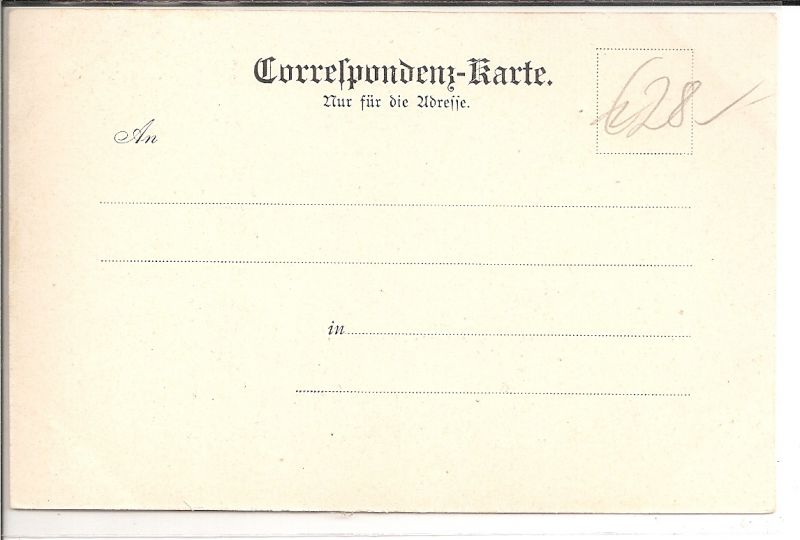 Correspondenz-Karte.
Nur für die Adresse.
An
628
in